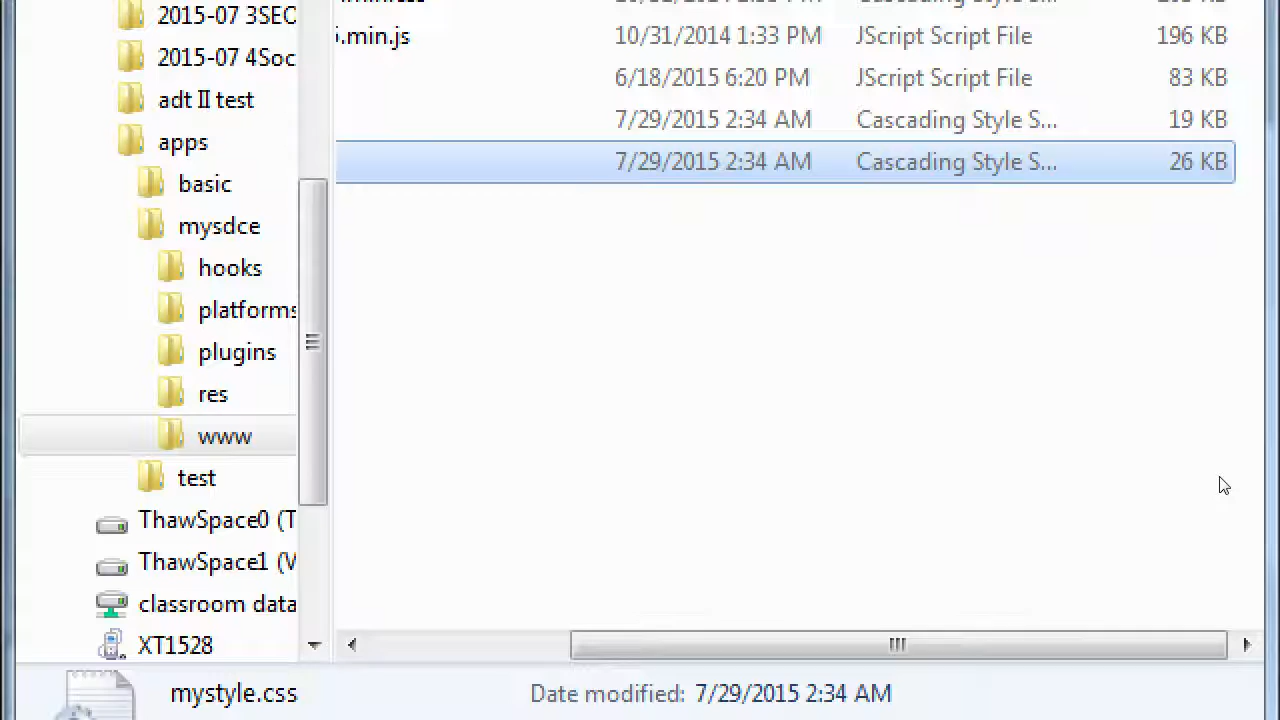 2015-07 3SEC
2015-07 4Soc
adt II test
apps
basic
mysdce
hooks
platforms
plugins
res
www
test
ThawSpace0 (T
ThawSpace1 (V
classroom data
XT1528
.min.js 10/31/2014 1:33 PM JScript Script File 196 KB
6/18/2015 6:20 PM JScript Script File 83 KB
7/29/2015 2:34 AM Cascading Style S... 19 KB
7/29/2015 2:34 AM Cascading Style S... 26 KB
mystyle.css Date modified: 7/29/2015 2:34 AM